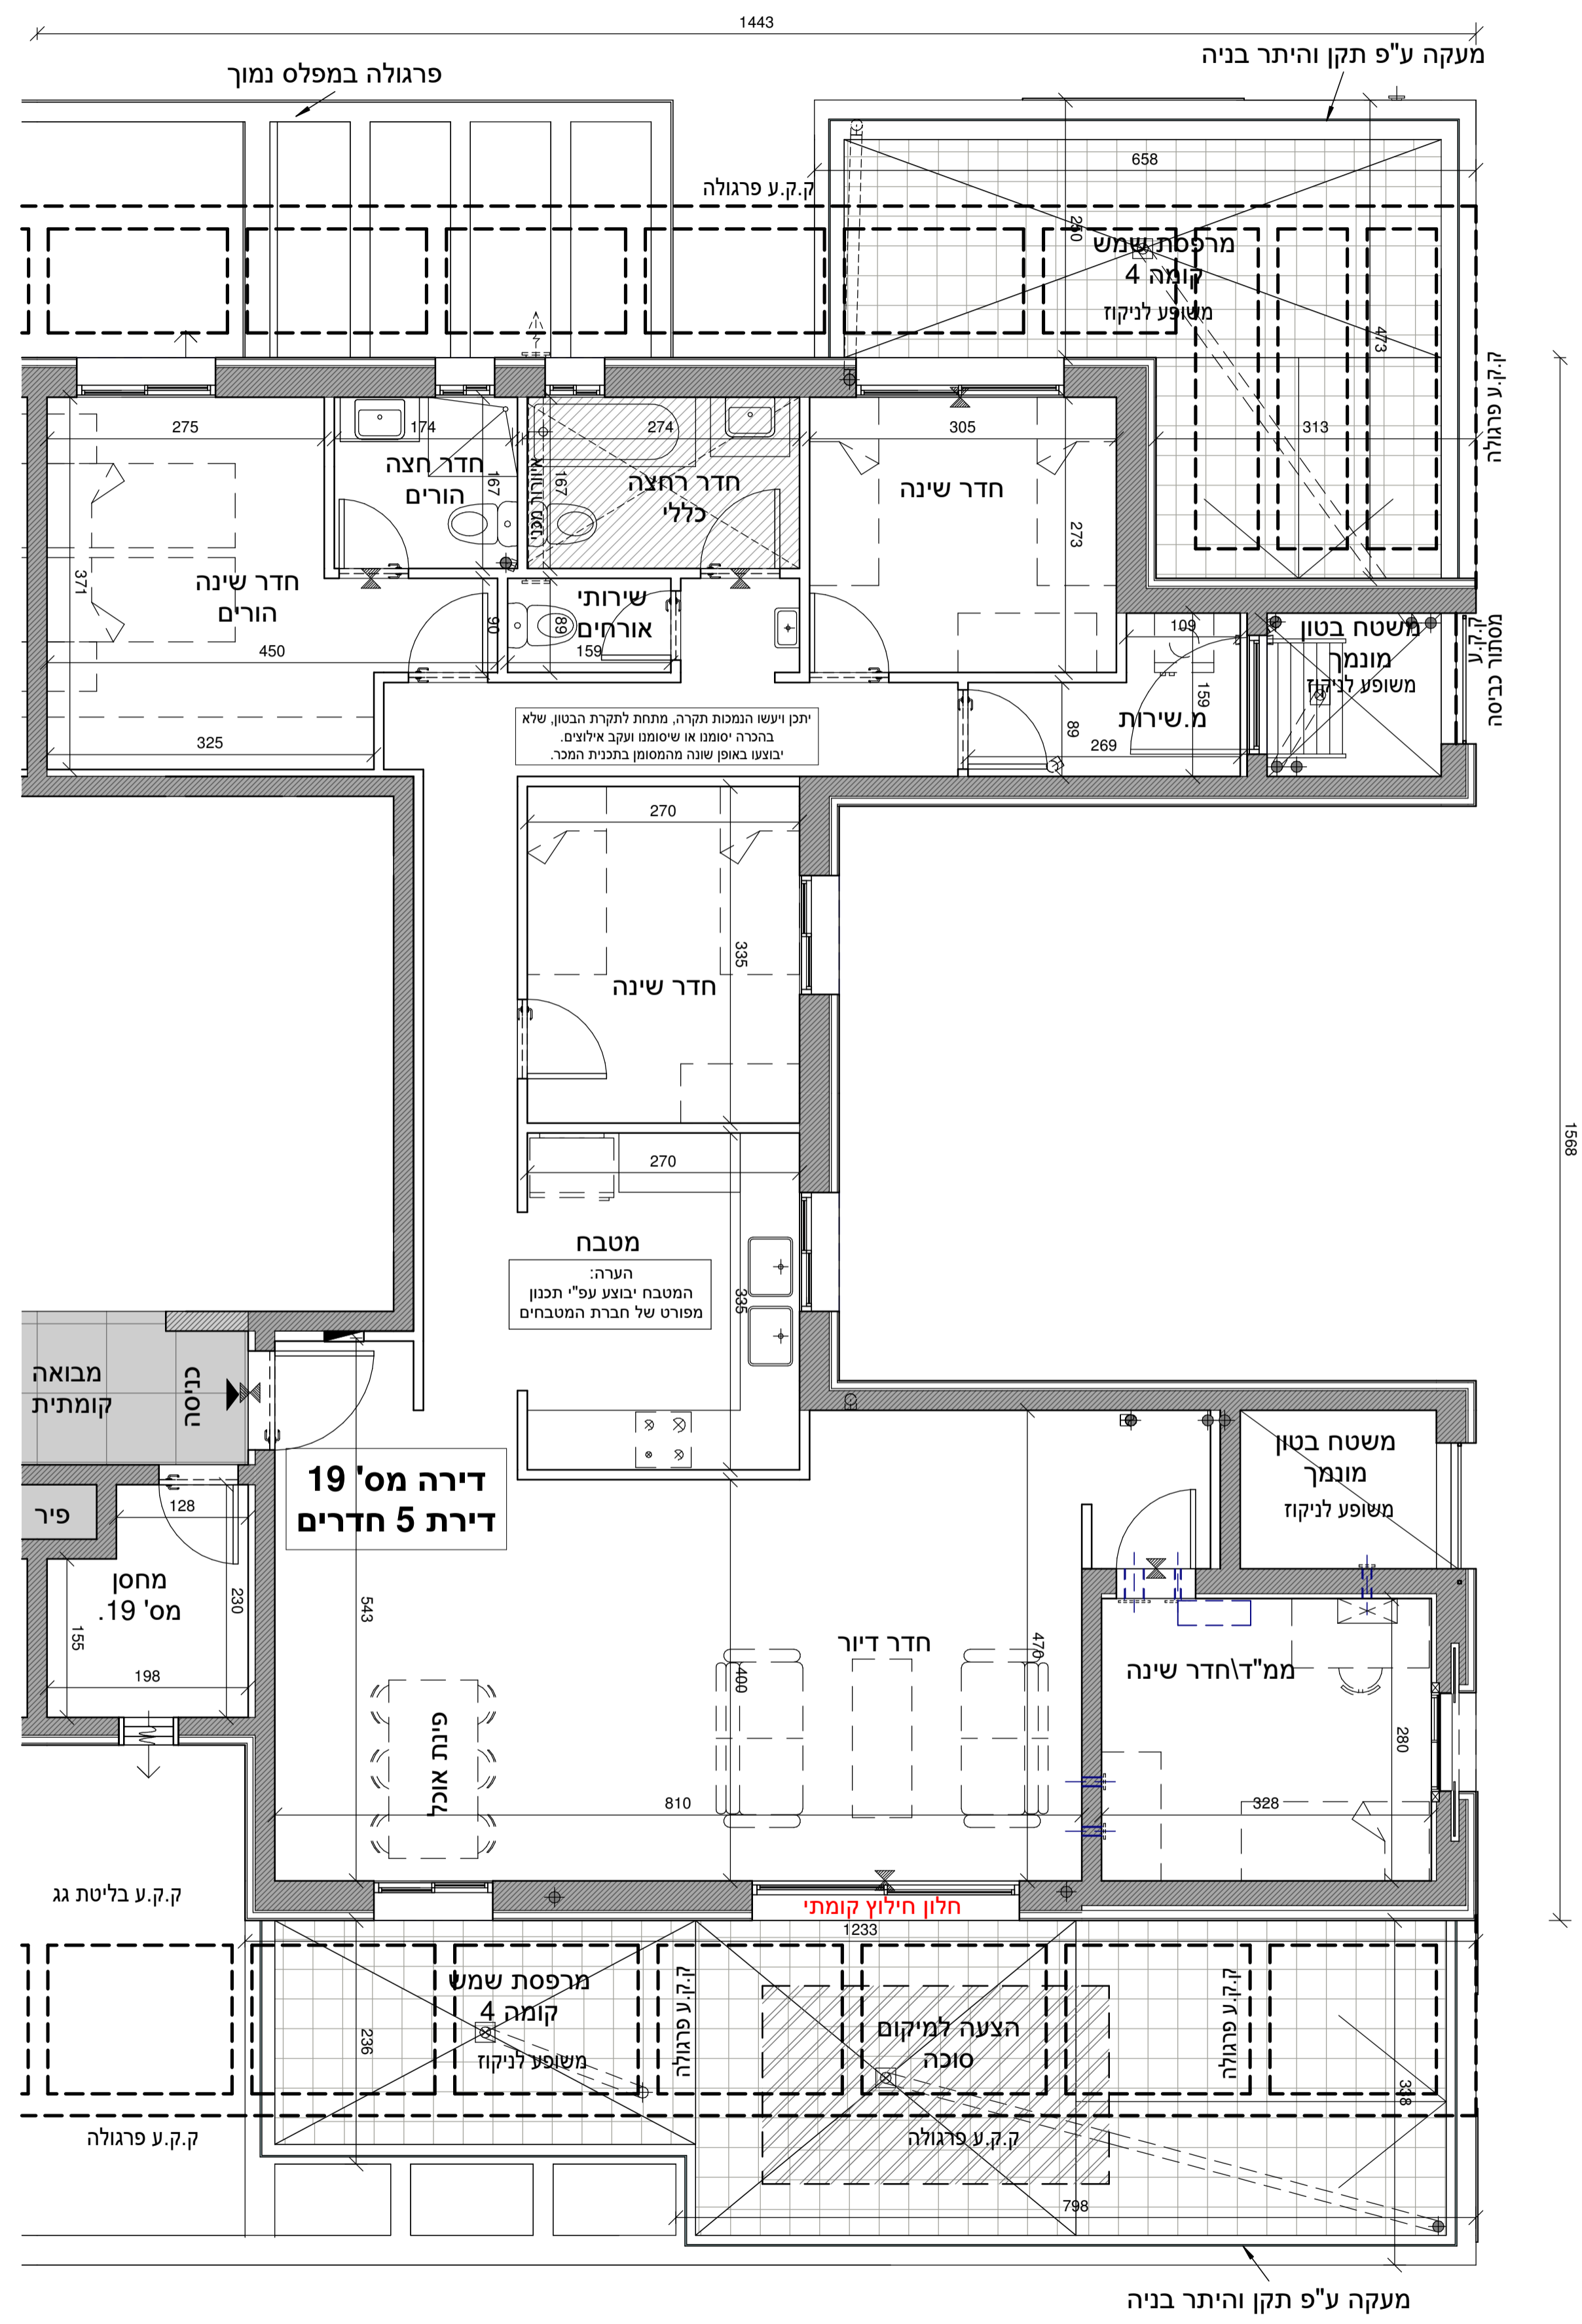 1443
מעקה ע"פ תקן והיתר בניה
פרגולה במפלס נמוך
658
ק.ק.ע פרגולה
250
מרפסת שמש
קומה 4
משופע לניקוז
473
ק.ק.ע פרגולה
275
174
274
305
313
חדר חצה
הורים
167
אוורור מכני
167
חדר רחצה
כללי
חדר שינה
273
חדר שינה
הורים
371
שירותי
אורחים
90
89
159
450
109
משטח בטון
מונמך
משופע לניקוז
ק.ק.ע
מסתור כביסה
159
מ.שירות
89
269
325
יתכן ויעשו הנמכות תקרה, מתחת לתקרת הבטון, שלא
בהכרה יסומנו או שיסומנו ועקב אילוצים.
יבוצעו באופן שונה מהמסומן בתכנית המכר.
270
335
חדר שינה
1568
270
מטבח
הערה:
המטבח יבוצע עפ"י תכנון
מפורט של חברת המטבחים
335
מבואה
קומתית
כניסה
דירה מס' 19
דירת 5 חדרים
משטח בטון
מונמך
משופע לניקוז
פיר
128
מחסן
מס' 19.
230
155
198
543
חדר דיור
470
400
ממ"ד\חדר שינה
280
פינת אוכל
810
328
ק.ק.ע בליטת גג
חלון חילוץ קומתי
1233
מרפסת שמש
קומה 4
משופע לניקוז
236
ק.ק.ע פרגולה
הצעה למיקום
סוכה
ק.ק.ע פרגולה
338
ק.ק.ע פרגולה
ק.ק.ע פרגולה
798
מעקה ע"פ תקן והיתר בניה